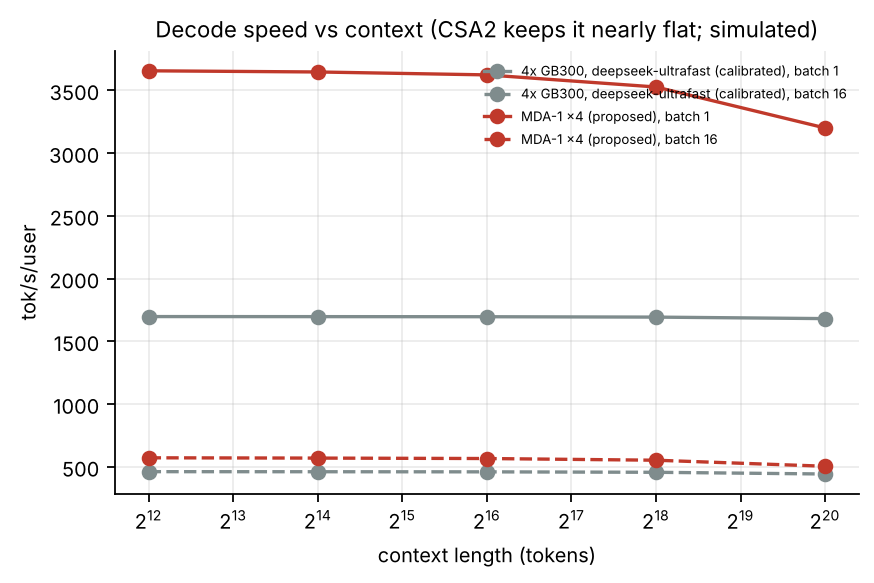 Decode speed vs context (CSA2 keeps it nearly flat; simulated)
4x GB300, deepseek-ultrafast (calibrated), batch 1
4x GB300, deepseek-ultrafast (calibrated), batch 16
MDA-1 ×4 (proposed), batch 1
MDA-1 ×4 (proposed), batch 16
tok/s/user
3500
3000
2500
2000
1500
1000
500
2¹² 2¹³ 2¹⁴ 2¹⁵ 2¹⁶ 2¹⁷ 2¹⁸ 2¹⁹ 2²⁰
context length (tokens)